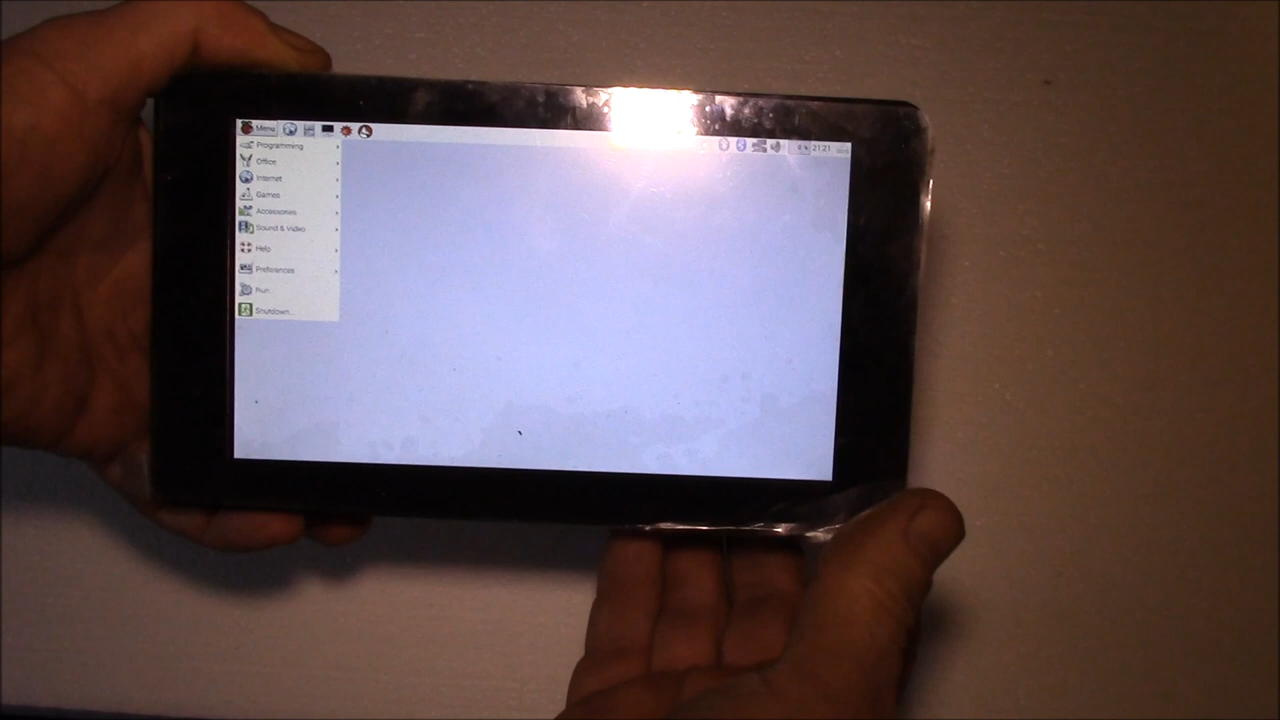 Menu
21:21
Programming
Office
Internet
Games
Accessories
Sound & Video
Help
Preferences
Run...
Shutdown...